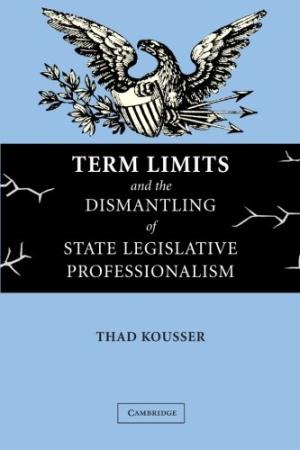 TERM LIMITS
and the
DISMANTLING
of
STATE LEGISLATIVE
PROFESSIONALISM
THAD KOUSSER
CAMBRIDGE